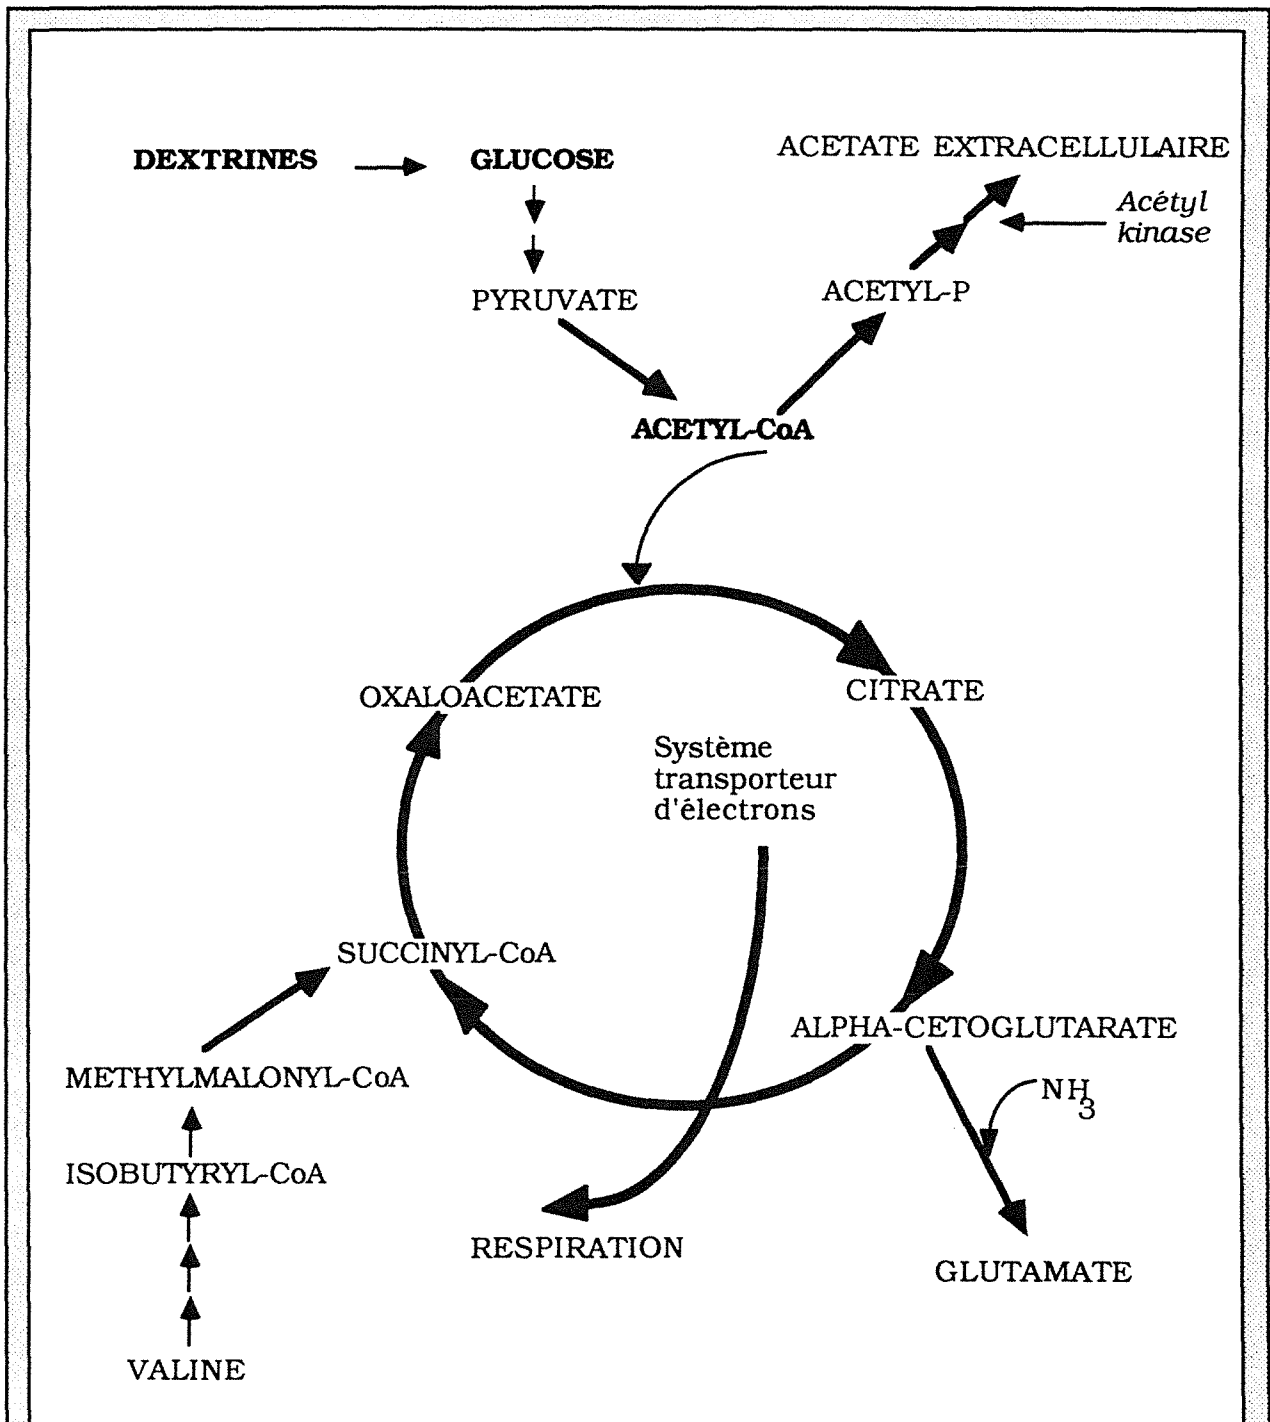 DEXTRINES
GLUCOSE
ACETATE EXTRACELLULAIRE
Acétyl
kinase
PYRUVATE
ACETYL-P
ACETYL-CoA
OXALOACETATE
CITRATE
Système
transporteur
d'électrons
SUCCINYL-CoA
ALPHA-CETOGLUTARATE
METHYLMALONYL-CoA
NH3
ISOBUTYRYL-CoA
RESPIRATION
GLUTAMATE
VALINE